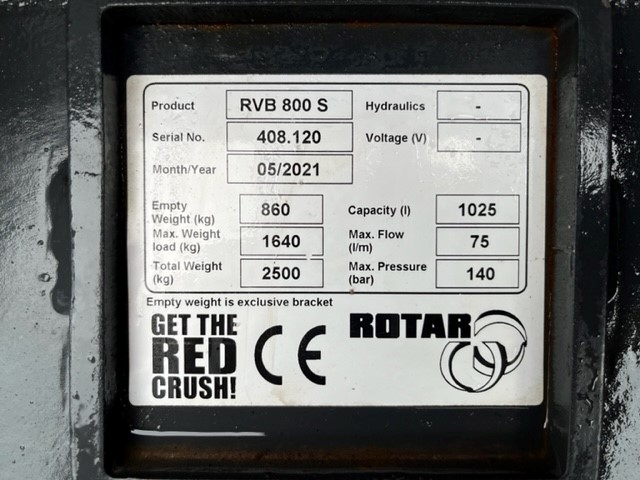 Product RVB 800 S Hydraulics -
Serial No. 408.120 Voltage (V) -
Month/Year 05/2021
Empty
Weight (kg) 860 Capacity (l) 1025
Max. Weight
load (kg) 1640 Max. Flow
(l/m) 75
Total Weight
(kg) 2500 Max. Pressure
(bar) 140
Empty weight is exclusive bracket
GET THE
RED
CRUSH!
CE
ROTAR